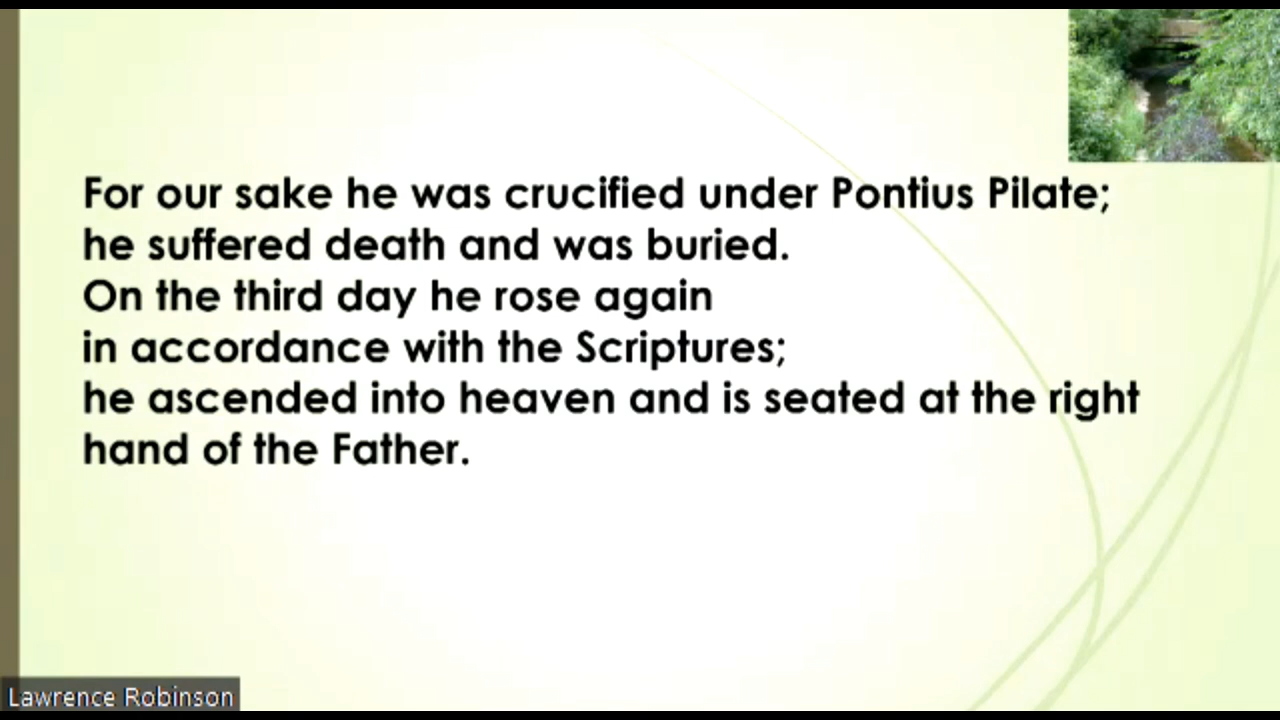 For our sake he was crucified under Pontius Pilate;
he suffered death and was buried.
On the third day he rose again
in accordance with the Scriptures;
he ascended into heaven and is seated at the right
hand of the Father.
Lawrence Robinson